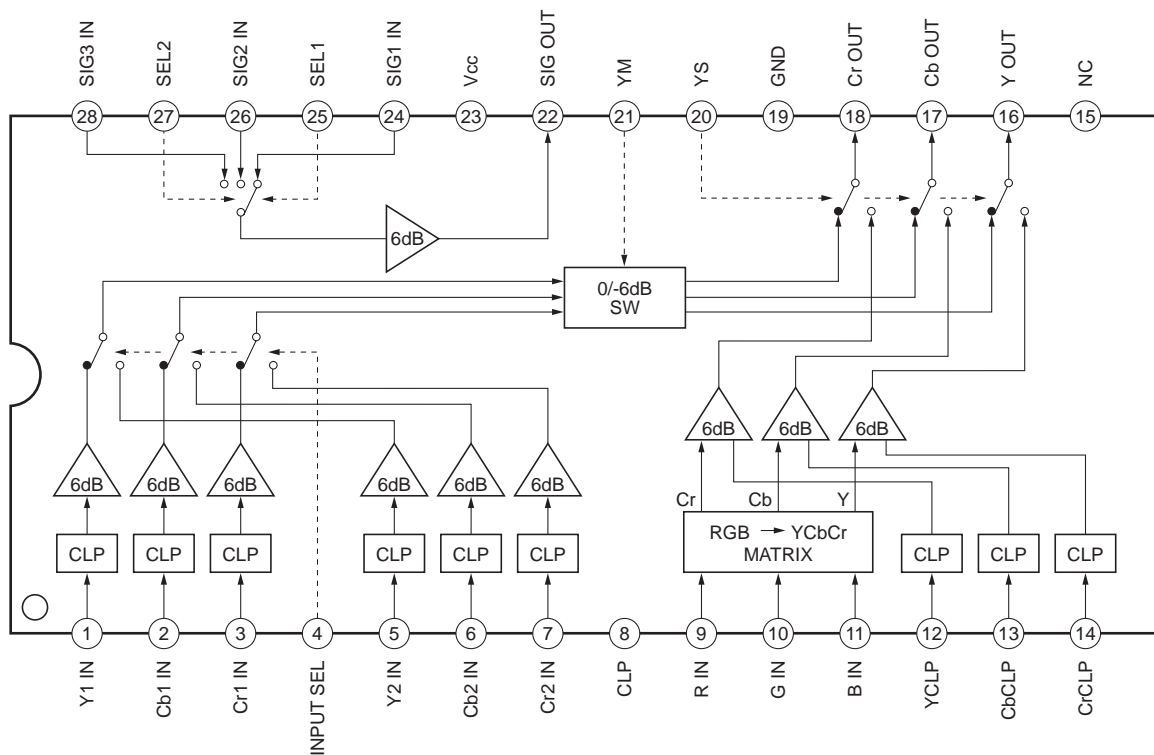 SIG3 IN
SEL2
SIG2 IN
SEL1
SIG1 IN
Vcc
SIG OUT
YM
YS
GND
Cr OUT
Cb OUT
Y OUT
NC
28
27
26
25
24
23
22
21
20
19
18
17
16
15
6dB
0/-6dB
SW
6dB
6dB
6dB
6dB
6dB
6dB
6dB
6dB
6dB
Cr
Cb
Y
CLP
CLP
CLP
CLP
CLP
CLP
RGB YCbCr
MATRIX
CLP
CLP
CLP
1
2
3
4
5
6
7
8
9
10
11
12
13
14
Y1 IN
Cb1 IN
Cr1 IN
INPUT SEL
Y2 IN
Cb2 IN
Cr2 IN
CLP
R IN
G IN
B IN
YCLP
CbCLP
CrCLP